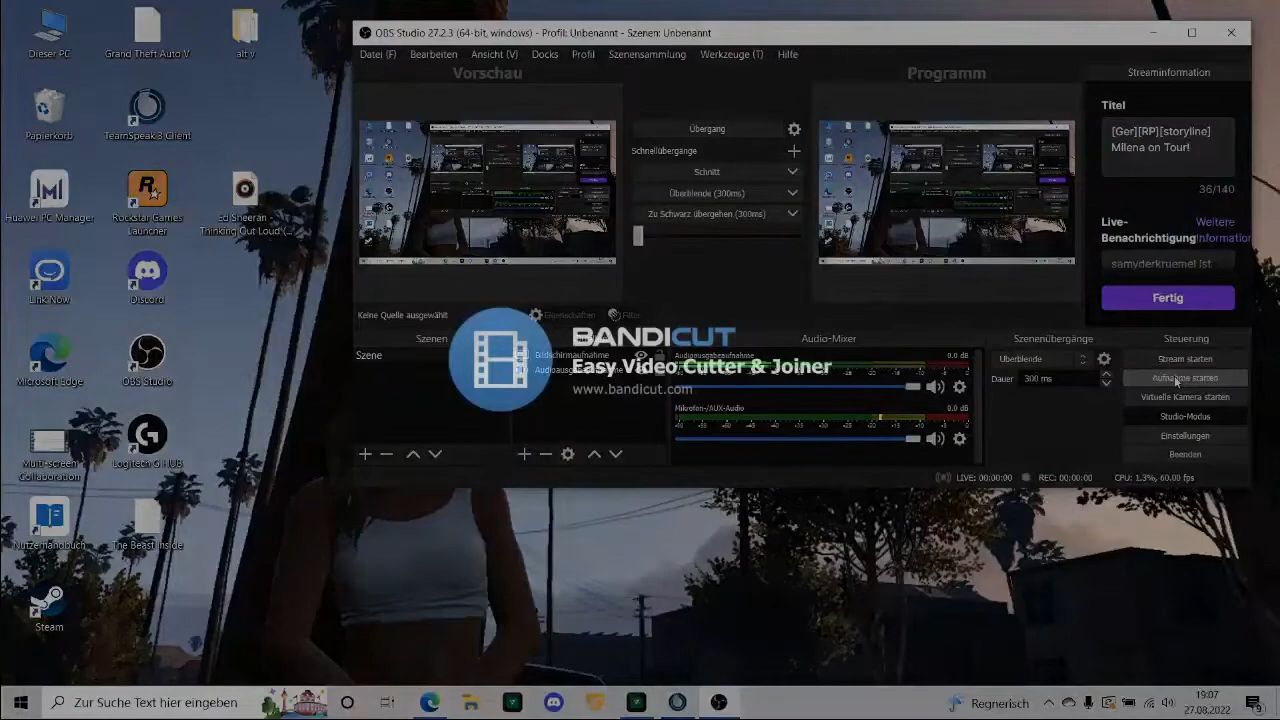 Dieser PC
Grand Theft Auto V
alt v
Papierkorb
TeamSpeak 3 Client
Huawei PC Manager
Rockstar Games
Launcher
Ed Sheeran -
Thinking Out Loud (...
Link Now
Discord
Microsoft Edge
OBS Studio
Multi-screen
Collaboration
Logitech G HUB
Nutzerhandbuch
The Beast Inside
Steam
OBS Studio 27.2.3 (64-bit, windows) - Profil: Unbenannt - Szenen: Unbenannt
Datei (F) Bearbeiten Ansicht (V) Docks Profil Szenensammlung Werkzeuge (T) Hilfe
Vorschau
Programm
Übergang
Schnellübergänge
Schnitt
Überblende (300ms)
Zu Schwarz übergehen (300ms)
Streaminformation
Titel
[Ger][RP][storyline]
Milena on Tour!
36/140
Live-
Benachrichtigung
Weitere
Information
samyderkruemel ist
Fertig
Keine Quelle ausgewählt
Eigenschaften
Filter
Szenen
Szene
Bildschirmaufnahme
BANDICUT
Easy Video Cutter & Joiner
www.bandicut.com
Audio-Mixer
Audioausgabeaufnahme
0.0 dB
Mikrofon-/AUX-Audio
0.0 dB
Szenenübergänge
Überblende
Dauer 300 ms
Steuerung
Stream starten
Aufnahme starten
Virtuelle Kamera starten
Studio-Modus
Einstellungen
Beenden
LIVE: 00:00:00
REC: 00:00:00
CPU: 1.3%, 60.00 fps
Zur Suche Text hier eingeben
Regnerisch
19:07
27.08.2022